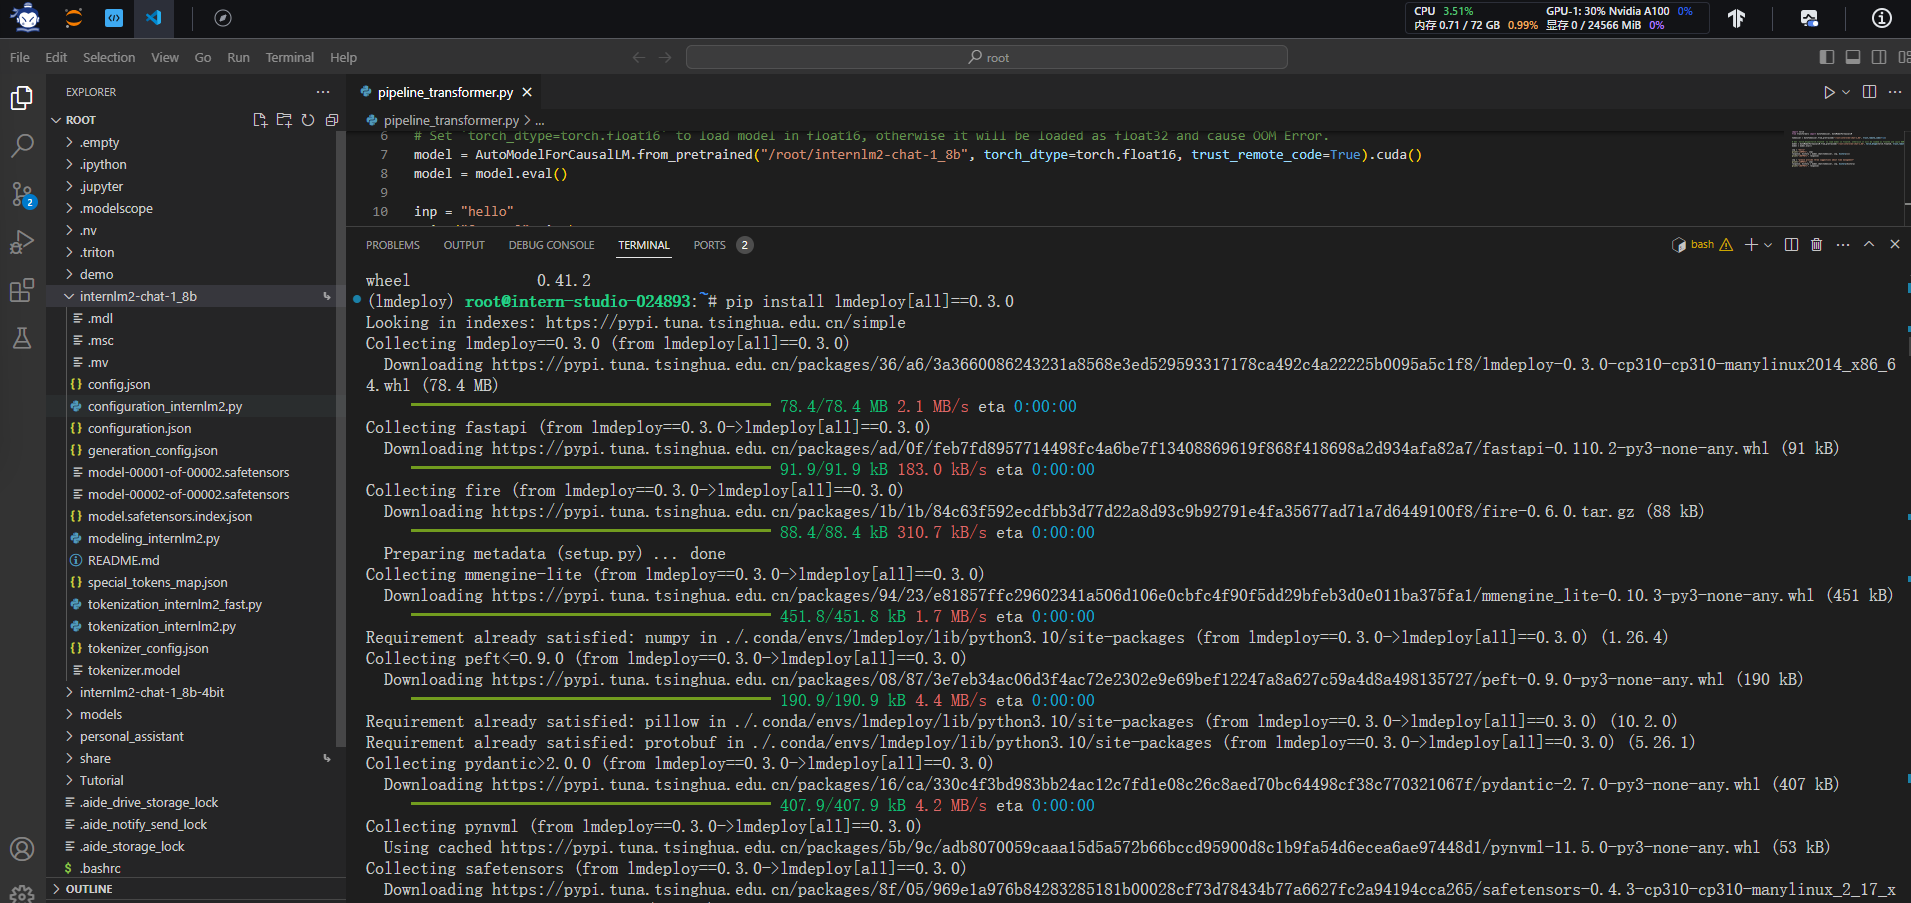 CPU 3.51% GPU-1: 30% Nvidia A100 0%
内存 0.71 / 72 GB 0.99% 显存 0 / 24566 MiB 0%
File Edit Selection View Go Run Terminal Help
root
EXPLORER
ROOT
.empty
.ipython
.jupyter
.modelscope
.nv
.triton
demo
internlm2-chat-1_8b
.mdl
.msc
.mv
config.json
configuration_internlm2.py
configuration.json
generation_config.json
model-00001-of-00002.safetensors
model-00002-of-00002.safetensors
model.safetensors.index.json
modeling_internlm2.py
README.md
special_tokens_map.json
tokenization_internlm2_fast.py
tokenization_internlm2.py
tokenizer_config.json
tokenizer.model
internlm2-chat-1_8b-4bit
models
personal_assistant
share
Tutorial
.aide_drive_storage_lock
.aide_notify_send_lock
.aide_storage_lock
.bashrc
OUTLINE
2
pipeline_transformer.py
pipeline_transformer.py > ...
6 # Set `torch_dtype=torch.float16` to load model in float16, otherwise it will be loaded as float32 and cause OOM Error.
7 model = AutoModelForCausalLM.from_pretrained("/root/internlm2-chat-1_8b", torch_dtype=torch.float16, trust_remote_code=True).cuda()
8 model = model.eval()
9
10 inp = "hello"
PROBLEMS OUTPUT DEBUG CONSOLE TERMINAL PORTS 2
bash
wheel 0.41.2
(lmdeploy) root@intern-studio-024893:~# pip install lmdeploy[all]==0.3.0
Looking in indexes: https://pypi.tuna.tsinghua.edu.cn/simple
Collecting lmdeploy==0.3.0 (from lmdeploy[all]==0.3.0)
Downloading https://pypi.tuna.tsinghua.edu.cn/packages/36/a6/3a3660086243231a8568e3ed529593317178ca492c4a22225b0095a5c1f8/lmdeploy-0.3.0-cp310-cp310-manylinux2014_x86_6
4.whl (78.4 MB)
78.4/78.4 MB 2.1 MB/s eta 0:00:00
Collecting fastapi (from lmdeploy==0.3.0->lmdeploy[all]==0.3.0)
Downloading https://pypi.tuna.tsinghua.edu.cn/packages/ad/0f/feb7fd8957714498fc4a6be7f13408869619f868f418698a2d934afa82a7/fastapi-0.110.2-py3-none-any.whl (91 kB)
91.9/91.9 kB 183.0 kB/s eta 0:00:00
Collecting fire (from lmdeploy==0.3.0->lmdeploy[all]==0.3.0)
Downloading https://pypi.tuna.tsinghua.edu.cn/packages/1b/1b/84c63f592ecdfbb3d77d22a8d93c9b92791e4fa35677ad71a7d6449100f8/fire-0.6.0.tar.gz (88 kB)
88.4/88.4 kB 310.7 kB/s eta 0:00:00
Preparing metadata (setup.py) ... done
Collecting mmengine-lite (from lmdeploy==0.3.0->lmdeploy[all]==0.3.0)
Downloading https://pypi.tuna.tsinghua.edu.cn/packages/94/23/e81857ffc29602341a506d106e0cbfc4f90f5dd29bfeb3d0e011ba375fa1/mmengine_lite-0.10.3-py3-none-any.whl (451 kB)
451.8/451.8 kB 1.7 MB/s eta 0:00:00
Requirement already satisfied: numpy in ./.conda/envs/lmdeploy/lib/python3.10/site-packages (from lmdeploy==0.3.0->lmdeploy[all]==0.3.0) (1.26.4)
Collecting peft<=0.9.0 (from lmdeploy==0.3.0->lmdeploy[all]==0.3.0)
Downloading https://pypi.tuna.tsinghua.edu.cn/packages/08/87/3e7eb34ac06d3f4ac72e2302e9e69bef12247a8a627c59a4d8a498135727/peft-0.9.0-py3-none-any.whl (190 kB)
190.9/190.9 kB 4.4 MB/s eta 0:00:00
Requirement already satisfied: pillow in ./.conda/envs/lmdeploy/lib/python3.10/site-packages (from lmdeploy==0.3.0->lmdeploy[all]==0.3.0) (10.2.0)
Requirement already satisfied: protobuf in ./.conda/envs/lmdeploy/lib/python3.10/site-packages (from lmdeploy==0.3.0->lmdeploy[all]==0.3.0) (5.26.1)
Collecting pydantic>2.0.0 (from lmdeploy==0.3.0->lmdeploy[all]==0.3.0)
Downloading https://pypi.tuna.tsinghua.edu.cn/packages/16/ca/330c4f3bd983bb24ac12c7fd1e08c26c8aed70bc64498cf38c770321067f/pydantic-2.7.0-py3-none-any.whl (407 kB)
407.9/407.9 kB 4.2 MB/s eta 0:00:00
Collecting pynvml (from lmdeploy==0.3.0->lmdeploy[all]==0.3.0)
Using cached https://pypi.tuna.tsinghua.edu.cn/packages/5b/9c/adb8070059caaa15d5a572b66bccd95900d8c1b9fa54d6ecea6ae97448d1/pynvml-11.5.0-py3-none-any.whl (53 kB)
Collecting safetensors (from lmdeploy==0.3.0->lmdeploy[all]==0.3.0)
Downloading https://pypi.tuna.tsinghua.edu.cn/packages/8f/05/969e1a976b84283285181b00028cf73d78434b77a6627fc2a94194cca265/safetensors-0.4.3-cp310-cp310-manylinux_2_17_x